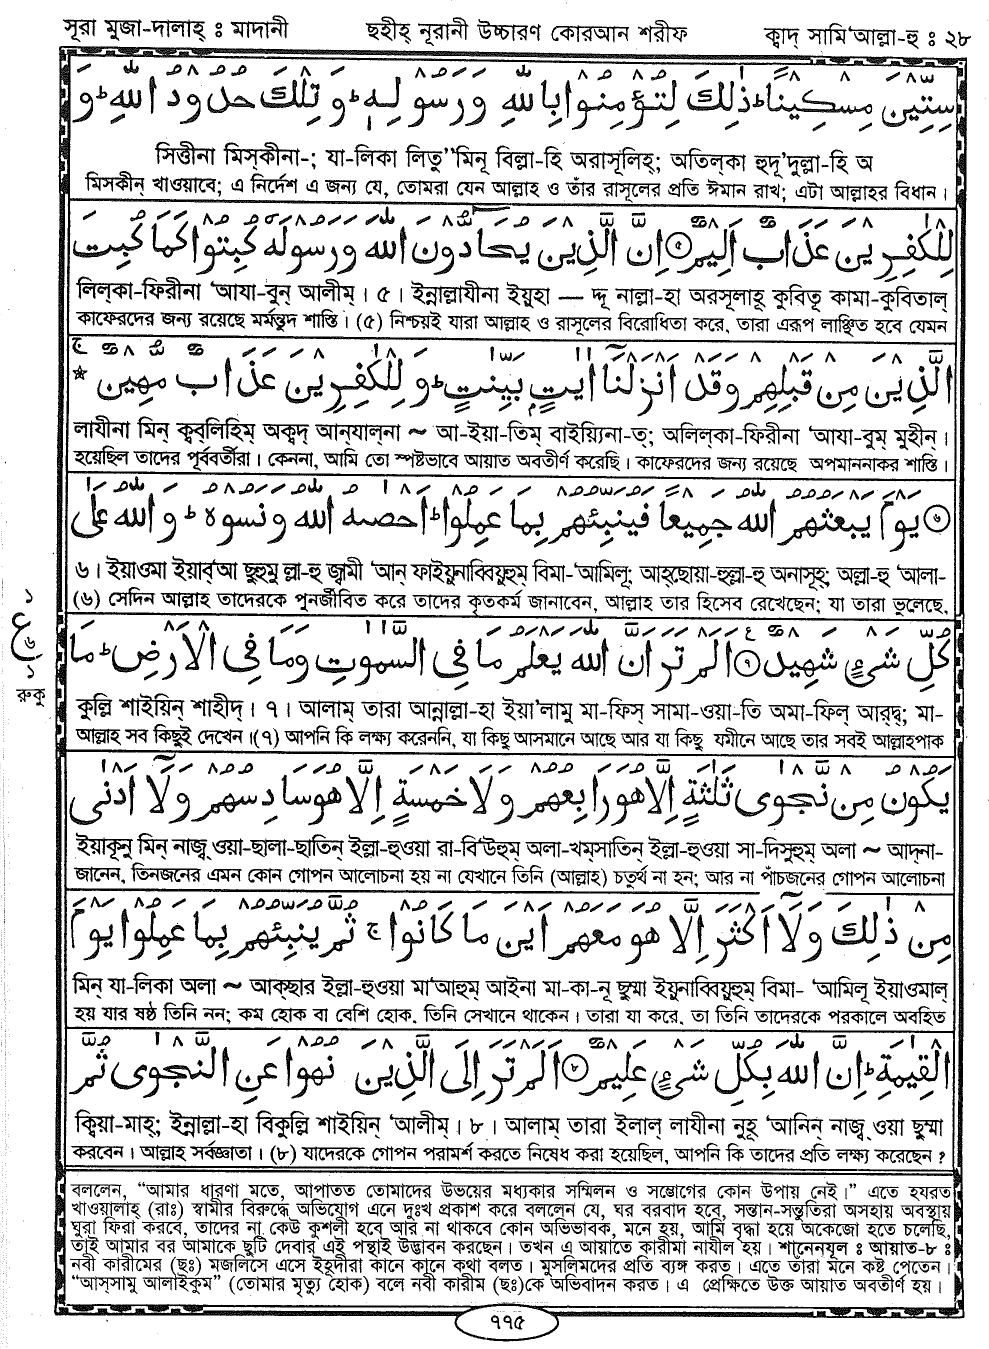 সূরা মুজা-দালাহ্ ঃ মাদানী ছহীহ্ নূরানী উচ্চারণ কোরআন শরীফ ক্বাদ্ সামি‘আল্লা-হু ঃ ২৮
سِتِّينَ مِسْكِينًا ۚ ذٰلِكَ لِتُؤْمِنُوا بِاللّٰهِ وَرَسُولِهٖ ۚ وَتِلْكَ حُدُودُ اللّٰهِ ۚ وَ
সিত্তীনা মিস্কীনা-; যা-লিকা লিতু”মিনূ বিল্লা-হি অরাসূলিহ্; অতিল্কা হুদূ’দুল্লা-হি অ
মিসকীন্ খাওয়াবে; এ নির্দেশ এ জন্য যে, তোমরা যেন আল্লাহ ও তাঁর রাসূলের প্রতি ঈমান রাখ; এটা আল্লাহর বিধান।
لِلْكٰفِرِينَ عَذَابٌ أَلِيمٌ ۝٤ إِنَّ الَّذِينَ يُحَادُّونَ اللّٰهَ وَرَسُولَهٗ كُبِتُوا كَمَا كُبِتَ
লিল্কা-ফিরীনা ‘আযা-বুন্ আলীম্। ৫। ইন্নাল্লাযীনা ইয়ুহা — দ্দূ নাল্লা-হা অরসূলাহূ কুবিতূ কামা-কুবিতাল্
কাফেরদের জন্য রয়েছে মর্মন্তুদ শাস্তি। (৫) নিশ্চয়ই যারা আল্লাহ ও রাসূলের বিরোধিতা করে, তারা এরূপ লাঞ্ছিত হবে যেমন
الَّذِينَ مِنْ قَبْلِهِمْ وَقَدْ أَنْزَلْنَا اٰيٰتٍۭ بَيِّنٰتٍ ۚ وَلِلْكٰفِرِينَ عَذَابٌ مُهِينٌ ج
লাযীনা মিন্ ক্বব্লিহিম্ অক্বদ্ আন্যাল্না ~ আ-ইয়া-তিম্ বাইয়্যিনা-ত্; অলিল্কা-ফিরীনা ‘আযা-বুম্ মুহীন্।
হয়েছিল তাদের পূর্ববর্তীরা। কেননা, আমি তো স্পষ্টভাবে আয়াত অবতীর্ণ করেছি। কাফেরদের জন্য রয়েছে অপমাননাকর শাস্তি।
يَوْمَ يَبْعَثُهُمُ اللّٰهُ جَمِيعًا فَيُنَبِّئُهُمْ بِمَا عَمِلُوا ۚ أَحْصٰىهُ اللّٰهُ وَنَسُوهُ ۚ وَاللّٰهُ عَلٰى
৬। ইয়াওমা ইয়াব্‘আ ছুহুমু ল্লা-হু জ্বামী ‘আন্ ফাইয়ুনাব্বিয়ুহুম্ বিমা-‘আমিলূ; আহ্ছোয়া-হুল্লা-হু অনাসূহ্; অল্লা-হু ‘আলা-
(৬) সেদিন আল্লাহ তাদেরকে পুনর্জীবিত করে তাদের কৃতকর্ম জানাবেন, আল্লাহ তার হিসেব রেখেছেন; যা তারা ভুলেছে,
১
ع
৬
১
রুকু
كُلِّ شَيْءٍ شَهِيدٌ ۝٦ أَلَمْ تَرَ أَنَّ اللّٰهَ يَعْلَمُ مَا فِي السَّمٰوٰتِ وَمَا فِي الْأَرْضِ ۚ مَا
কুল্লি শাইয়িন্ শাহীদ্। ৭। আলাম্ তারা আন্নাল্লা-হা ইয়া‘লামু মা-ফিস্ সামা-ওয়া-তি অমা-ফিল্ আর্দ্ব; মা-
আল্লাহ সব কিছুই দেখেন।(৭) আপনি কি লক্ষ্য করেননি, যা কিছু আসমানে আছে আর যা কিছু যমীনে আছে তার সবই আল্লাহপাক
يَكُونُ مِنْ نَجْوٰى ثَلٰثَةٍ إِلَّا هُوَ رَابِعُهُمْ وَلَا خَمْسَةٍ إِلَّا هُوَ سَادِسُهُمْ وَلَا أَدْنٰى
ইয়াকূনু মিন্ নাজ্ব ওয়া-ছালা-ছাতিন্ ইল্লা-হুওয়া রা-বি‘উহুম্ অলা-খম্সাতিন্ ইল্লা-হুওয়া সা-দিসুহুম্ অলা ~ আদ্না-
জানেন, তিনজনের এমন কোন গোপন আলোচনা হয় না যেখানে তিনি (আল্লাহ) চতুর্থ না হন; আর না পাঁচজনের গোপন আলোচনা
مِنْ ذٰلِكَ وَلَا أَكْثَرَ إِلَّا هُوَ مَعَهُمْ أَيْنَ مَا كَانُوا ج ثُمَّ يُنَبِّئُهُمْ بِمَا عَمِلُوا يَوْمَ
মিন্ যা-লিকা অলা ~ আক্ছার ইল্লা-হুওয়া মা‘আহুম্ আইনা মা-কা-নূ ছুম্মা ইয়ুনাব্বিয়ুহুম্ বিমা- ‘আমিলূ ইয়াওমাল্
হয় যার ষষ্ঠ তিনি নন; কম হোক বা বেশি হোক, তিনি সেখানে থাকেন। তারা যা করে, তা তিনি তাদেরকে পরকালে অবহিত
الْقِيٰمَةِ ۚ إِنَّ اللّٰهَ بِكُلِّ شَيْءٍ عَلِيمٌ ۝٧ أَلَمْ تَرَ إِلَى الَّذِينَ نُهُوا عَنِ النَّجْوٰى ثُمَّ
ক্বিয়া-মাহ্; ইন্নাল্লা-হা বিকুল্লি শাইয়িন্ ‘আলীম্। ৮। আলাম্ তারা ইলাল্ লাযীনা নুহূ ‘আনিন্ নাজ্ব ওয়া ছুম্মা
করবেন। আল্লাহ সর্বজ্ঞাতা। (৮) যাদেরকে গোপন পরামর্শ করতে নিষেধ করা হয়েছিল, আপনি কি তাদের প্রতি লক্ষ্য করেছেন ?
বললেন, “আমার ধারণা মতে, আপাতত তোমাদের উভয়ের মধ্যকার সম্মিলন ও সম্ভোগের কোন উপায় নেই।” এতে হযরত
খাওয়ালাহ্ (রাঃ) স্বামীর বিরুদ্ধে অভিযোগ এনে দুঃখ প্রকাশ করে বললেন যে, ঘর বরবাদ হবে, সন্তান-সন্ততিরা অসহায় অবস্থায়
ঘুরা ফিরা করবে, তাদের না কেউ কুশলী হবে আর না থাকবে কোন অভিভাবক, মনে হয়, আমি বৃদ্ধা হয়ে অকেজো হতে চলেছি,
তাই আমার বর আমাকে ছুটি দেবার এই পন্থাই উদ্ভাবন করছেন। তখন এ আয়াতে কারীমা নাযীল হয়। শানেনযূল ঃ আয়াত-৮ ঃ
নবী কারীমের (ছঃ) মজলিসে এসে ইহুদীরা কানে কানে কথা বলত। মুসলিমদের প্রতি ব্যঙ্গ করত। এতে তারা মনে কষ্ট পেতেন।
“আস্সামু আলাইকুম” (তোমার মৃত্যু হোক) বলে নবী কারীম (ছঃ)কে অভিবাদন করত। এ প্রেক্ষিতে উক্ত আয়াত অবতীর্ণ হয়।
৭৭৫